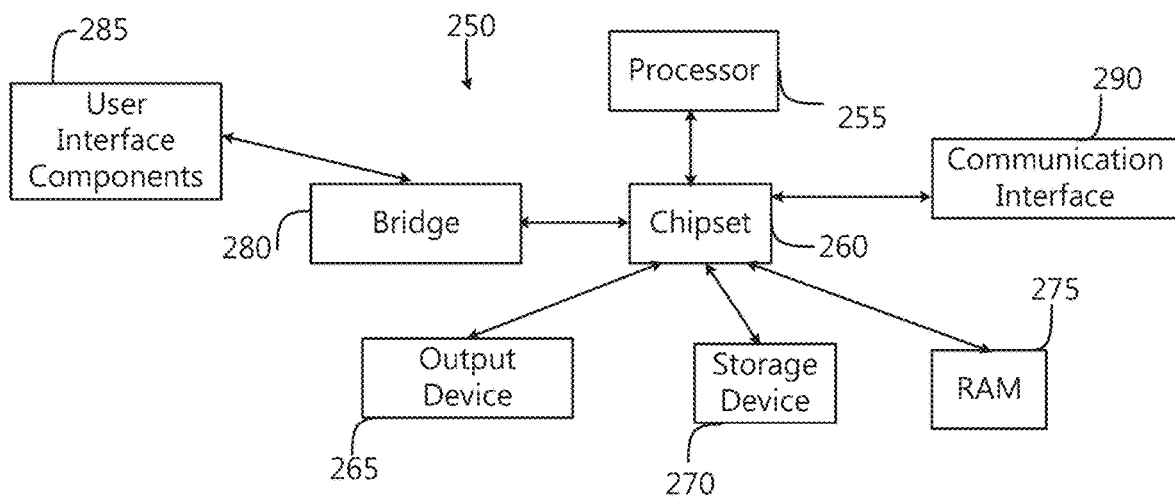 285
250
Processor
290
User
Interface
Components
255
Communication
Interface
Bridge
Chipset
280
260
275
Output
Device
Storage
Device
RAM
265
270